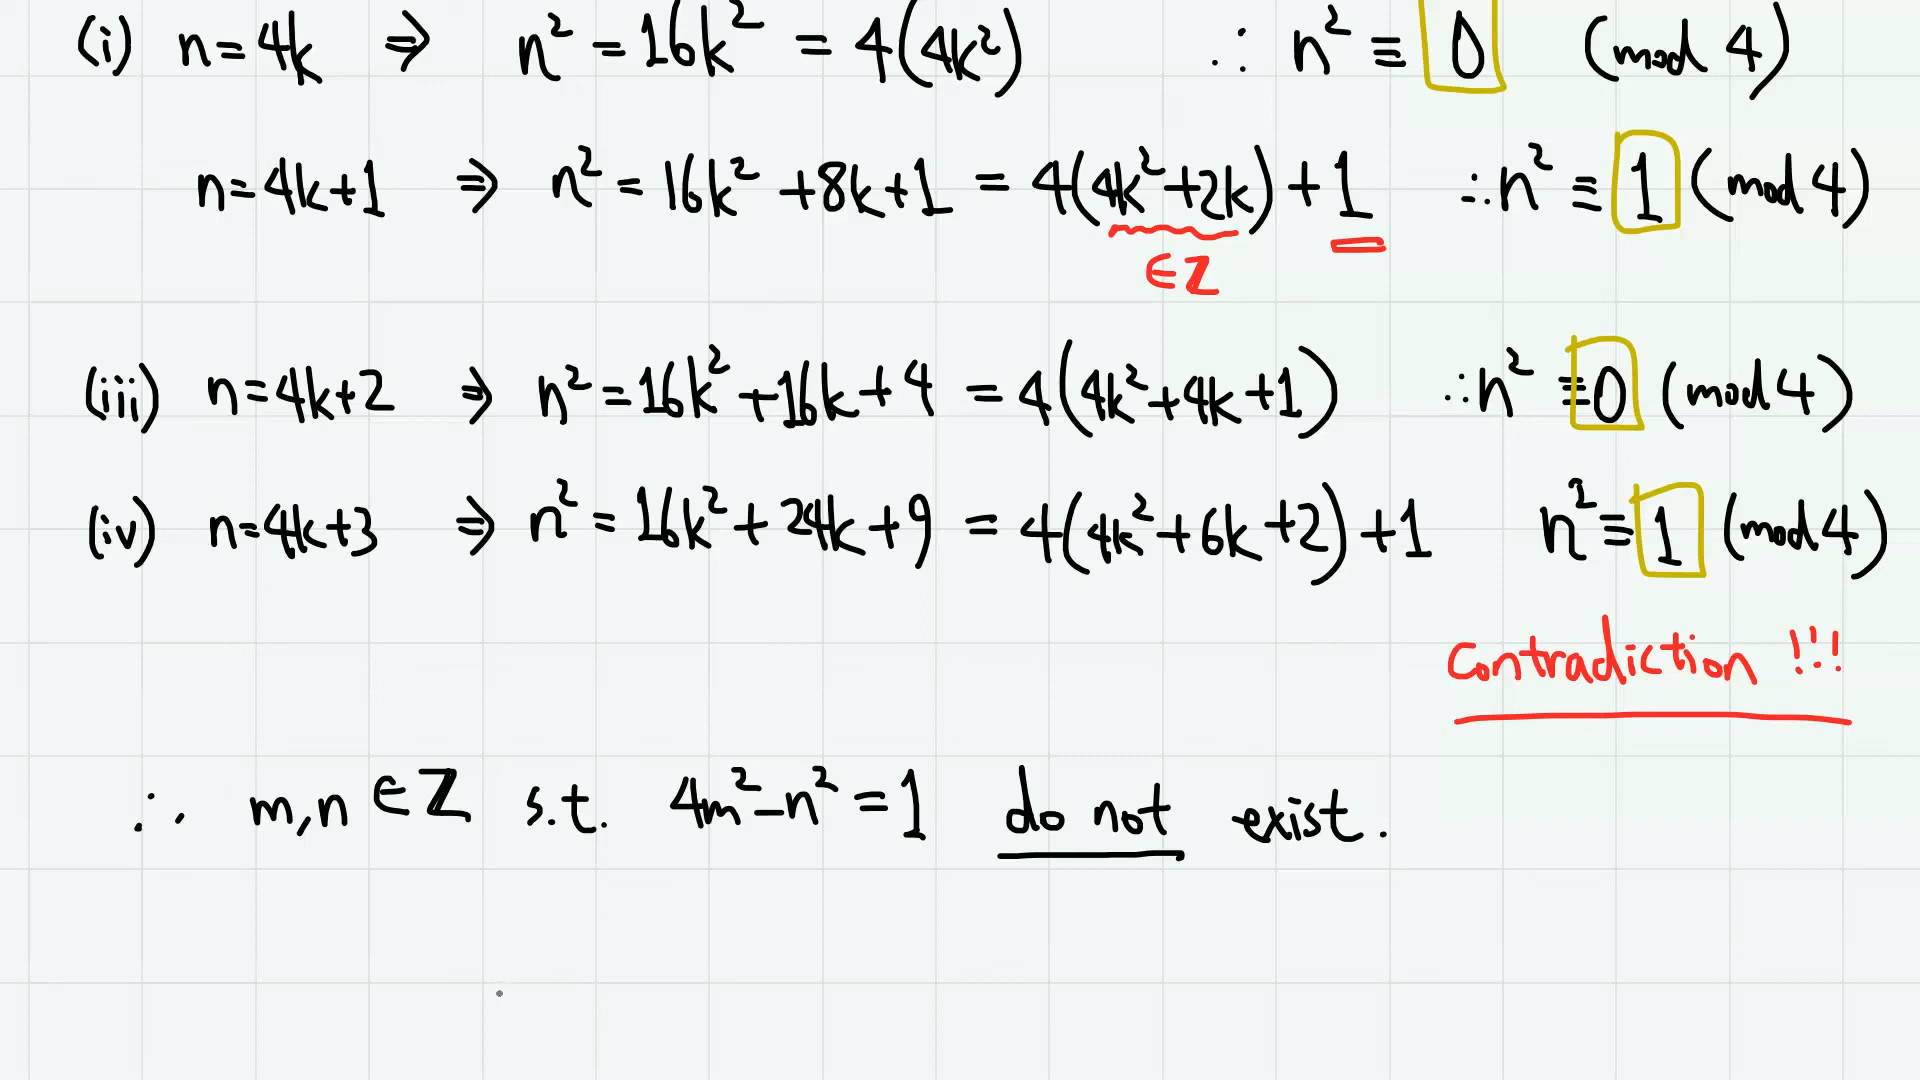 (i) n=4k ⇒ n² = 16k² = 4(4k²) ∴ n² ≡ 0 (mod 4)
n=4k+1 ⇒ n² = 16k² +8k+1 = 4(4k²+2k)+1 ∴ n² ≡ 1 (mod 4)
∈ℤ
(iii) n=4k+2 ⇒ n² = 16k²+16k+4 = 4(4k²+4k+1) ∴ n² ≡ 0 (mod 4)
(iv) n=4k+3 ⇒ n² = 16k²+24k+9 = 4(4k²+6k+2)+1 n² ≡ 1 (mod 4)
contradiction !!!
∴ m,n ∈ ℤ s.t. 4m²−n² = 1 do not exist.